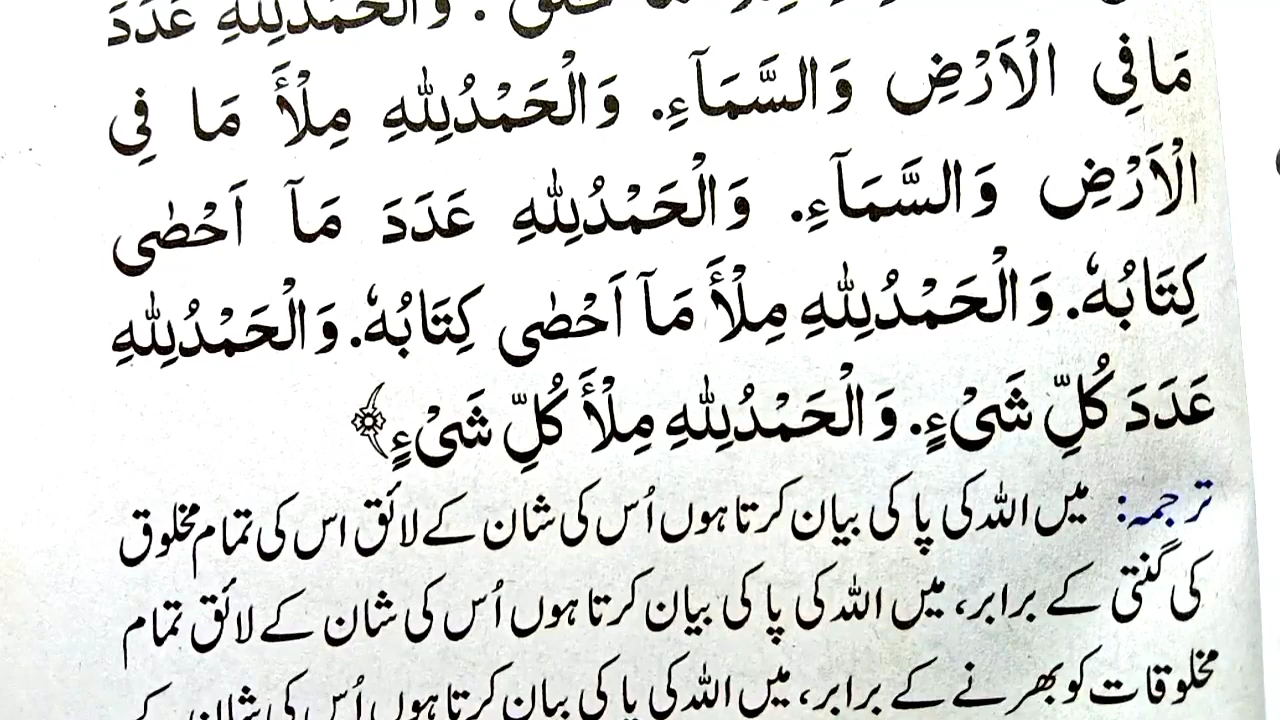 خَلَقَ . وَالْحَمْدُلِلّٰهِ عَدَدَ
مَافِی الْاَرْضِ وَالسَّمَآءِ. وَالْحَمْدُلِلّٰهِ مِلْأَ مَا فِی
الْاَرْضِ وَالسَّمَآءِ. وَالْحَمْدُلِلّٰهِ عَدَدَ مَآ اَحْصٰی
کِتَابُهٗ. وَالْحَمْدُلِلّٰهِ مِلْأَ مَآ اَحْصٰی کِتَابُهٗ. وَالْحَمْدُلِلّٰهِ
عَدَدَ کُلِّ شَیْءٍ. وَالْحَمْدُلِلّٰهِ مِلْأَ کُلِّ شَیْءٍ﴾
ترجمہ: میں اللہ کی پاکی بیان کرتا ہوں اُس کی شان کے لائق اس کی تمام مخلوق
کی گنتی کے برابر، میں اللہ کی پاکی بیان کرتا ہوں اُس کی شان کے لائق تمام
مخلوقات کو بھرنے کے برابر، میں اللہ کی پاکی بیان کرتا ہوں اُس کی شان کے